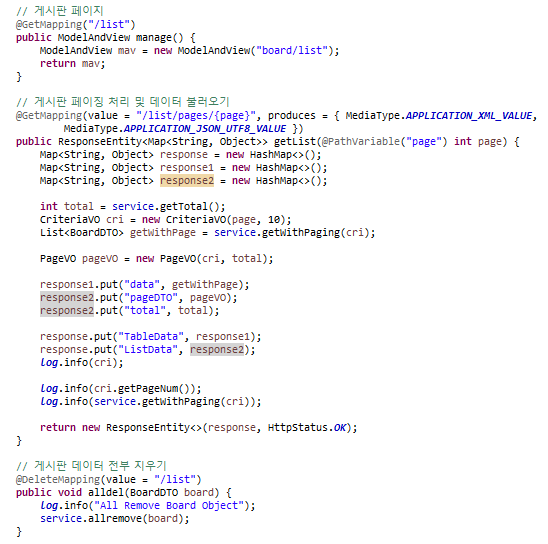 // 게시판 페이지
@GetMapping("/list")
public ModelAndView manage() {
    ModelAndView mav = new ModelAndView("board/list");
    return mav;
}
// 게시판 페이징 처리 및 데이터 불러오기
@GetMapping(value = "/list/pages/{page}", produces = { MediaType.APPLICATION_XML_VALUE,
        MediaType.APPLICATION_JSON_UTF8_VALUE })
public ResponseEntity<Map<String, Object>> getList(@PathVariable("page") int page) {
    Map<String, Object> response = new HashMap<>();
    Map<String, Object> response1 = new HashMap<>();
    Map<String, Object> response2 = new HashMap<>();
    int total = service.getTotal();
    CriteriaVO cri = new CriteriaVO(page, 10);
    List<BoardDTO> getWithPage = service.getWithPaging(cri);
    PageVO pageVO = new PageVO(cri, total);
    response1.put("data", getWithPage);
    response2.put("pageDTO", pageVO);
    response2.put("total", total);
    response.put("TableData", response1);
    response.put("ListData", response2);
    log.info(cri);
    log.info(cri.getPageNum());
    log.info(service.getWithPaging(cri));
    return new ResponseEntity<>(response, HttpStatus.OK);
}
// 게시판 데이터 전부 지우기
@DeleteMapping(value = "/list")
public void alldel(BoardDTO board) {
    log.info("All Remove Board Object");
    service.allremove(board);
}